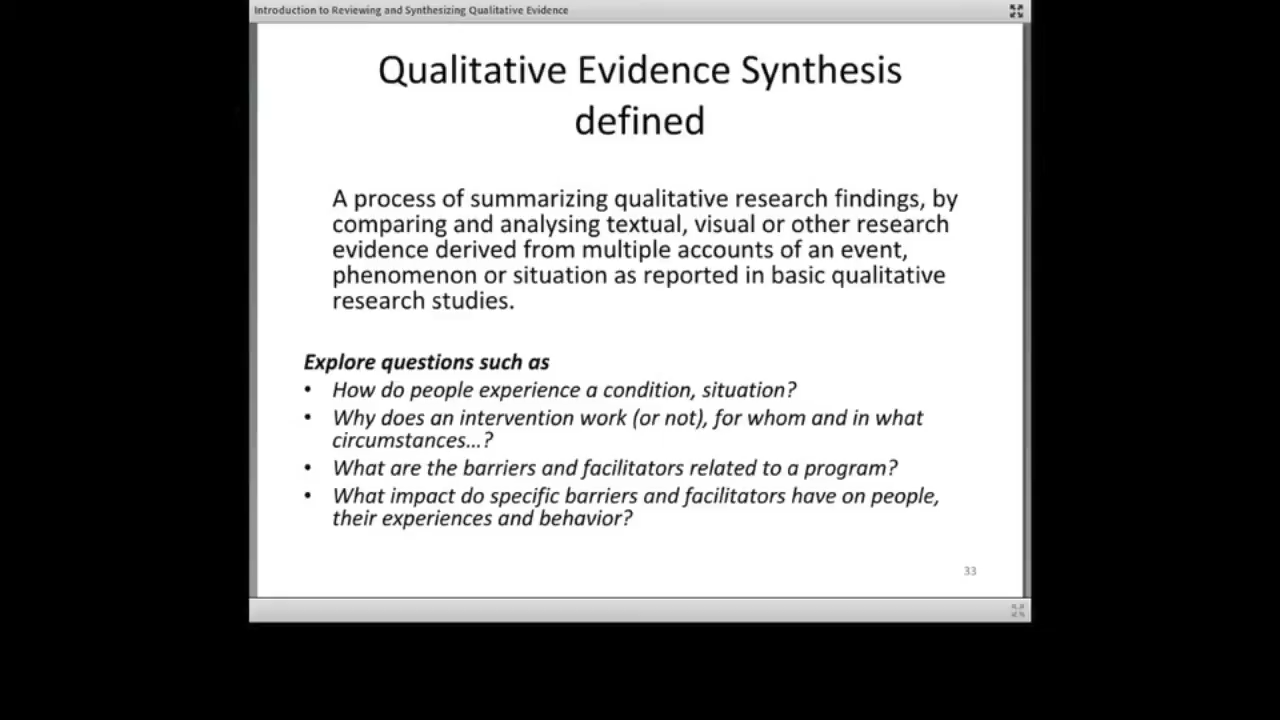 Introduction to Reviewing and Synthesizing Qualitative Evidence
Qualitative Evidence Synthesis
defined
A process of summarizing qualitative research findings, by
comparing and analysing textual, visual or other research
evidence derived from multiple accounts of an event,
phenomenon or situation as reported in basic qualitative
research studies.
Explore questions such as
• How do people experience a condition, situation?
• Why does an intervention work (or not), for whom and in what
circumstances...?
• What are the barriers and facilitators related to a program?
• What impact do specific barriers and facilitators have on people,
their experiences and behavior?
33